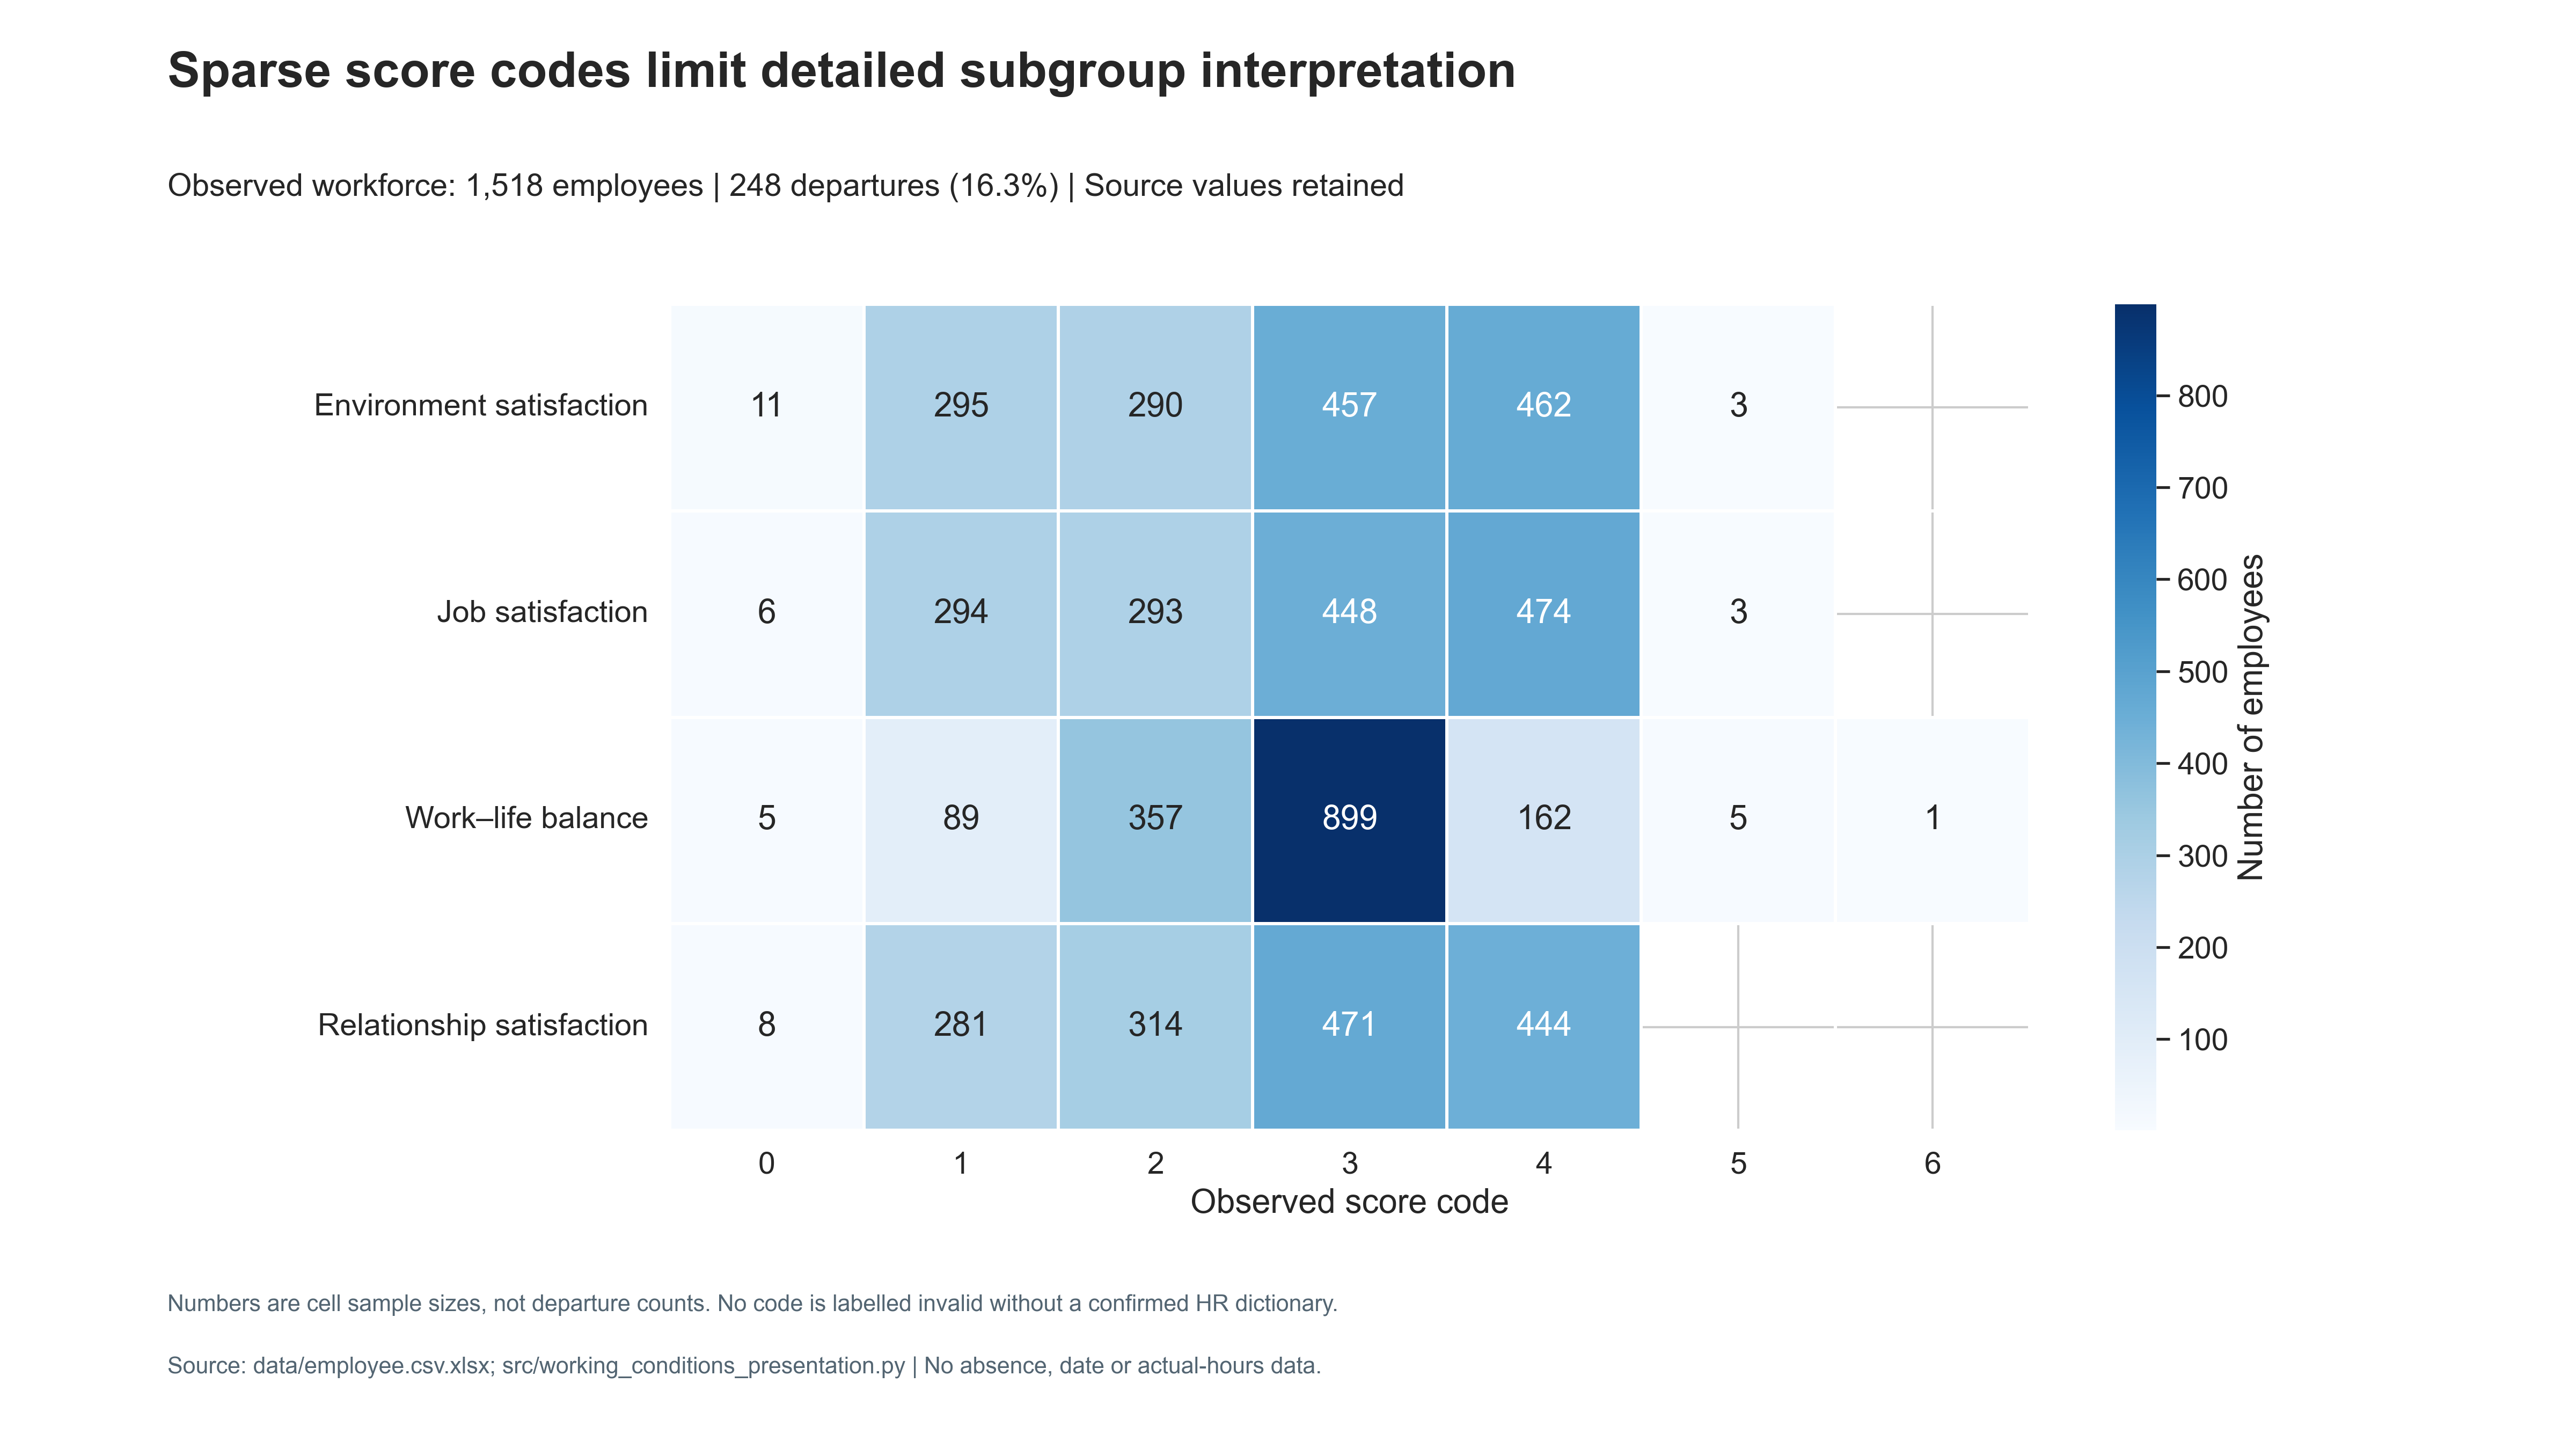 Sparse score codes limit detailed subgroup interpretation
Observed workforce: 1,518 employees | 248 departures (16.3%) | Source values retained
Environment satisfaction 11 295 290 457 462 3
Job satisfaction 6 294 293 448 474 3
Work–life balance 5 89 357 899 162 5 1
Relationship satisfaction 8 281 314 471 444
0 1 2 3 4 5 6
Observed score code
800
700
600
500
400
300
200
100
Number of employees
Numbers are cell sample sizes, not departure counts. No code is labelled invalid without a confirmed HR dictionary.
Source: data/employee.csv.xlsx; src/working_conditions_presentation.py | No absence, date or actual-hours data.